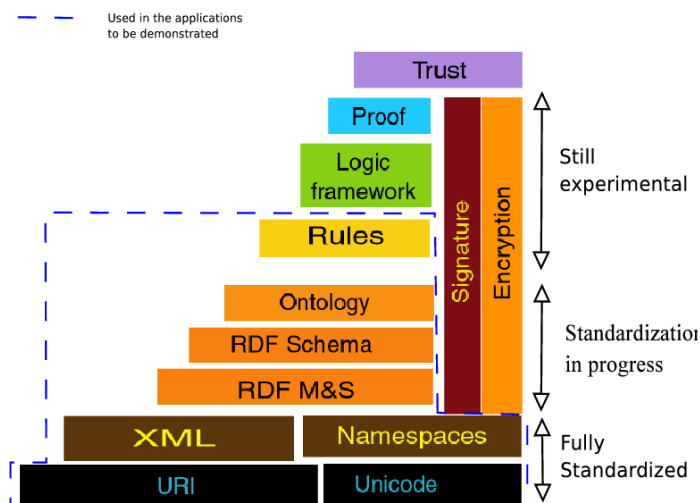 Used in the applications
to be demonstrated
Trust
Proof
Logic
framework
Rules
Ontology
RDF Schema
RDF M&S
XML
Namespaces
URI
Unicode
Signature
Encryption
Still
experimental
Standardization
in progress
Fully
Standardized